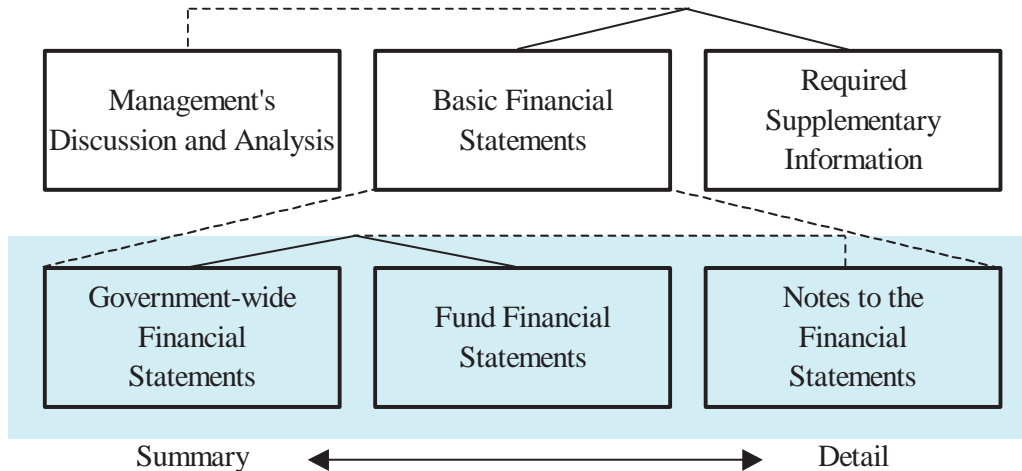 Management's
Discussion and Analysis
Basic Financial
Statements
Required
Supplementary
Information
Government-wide
Financial
Statements
Fund Financial
Statements
Notes to the
Financial
Statements
Summary
Detail